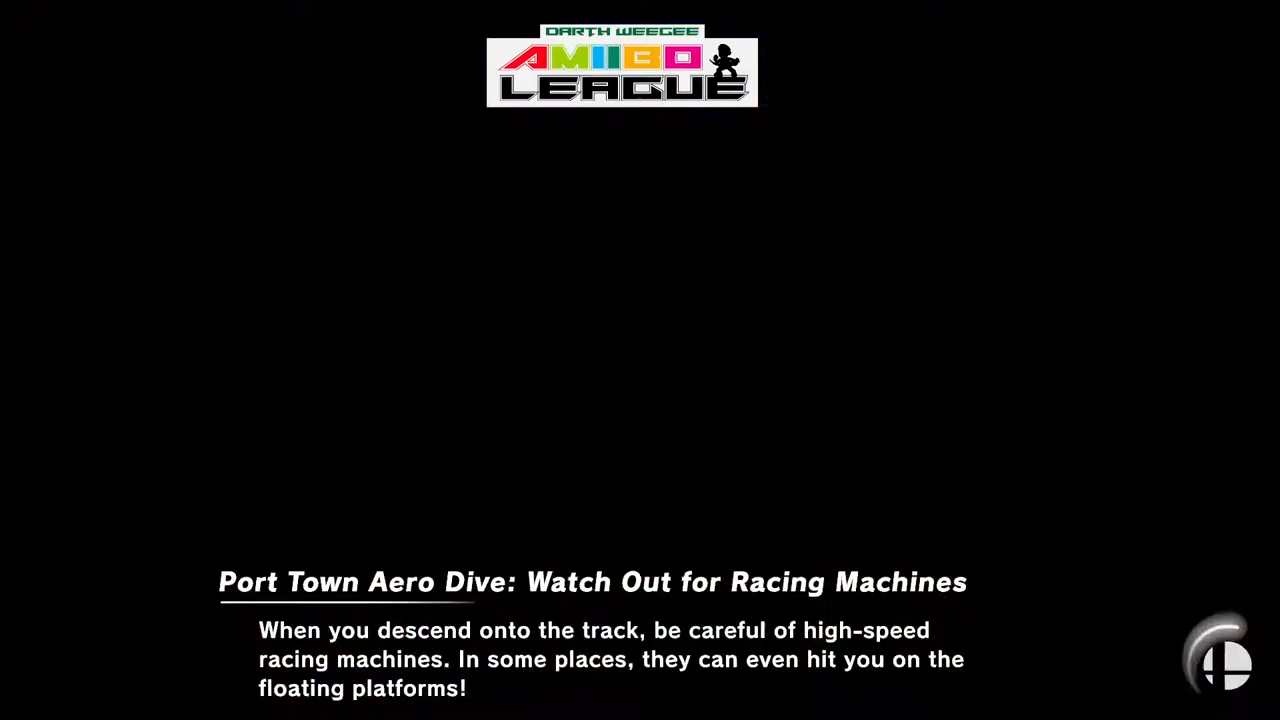 DARTH WEEGEE
AMIIBO
LEAGUE
Port Town Aero Dive: Watch Out for Racing Machines
When you descend onto the track, be careful of high-speed
racing machines. In some places, they can even hit you on the
floating platforms!